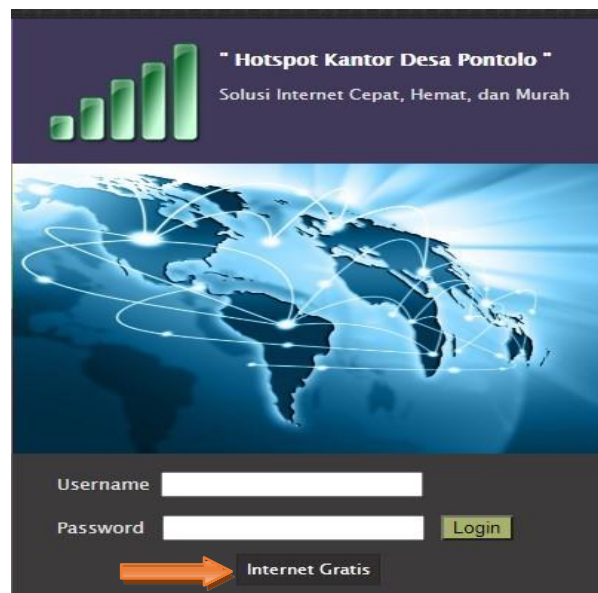 " Hotspot Kantor Desa Pontolo "
Solusi Internet Cepat, Hemat, dan Murah
Username
Password
Login
Internet Gratis